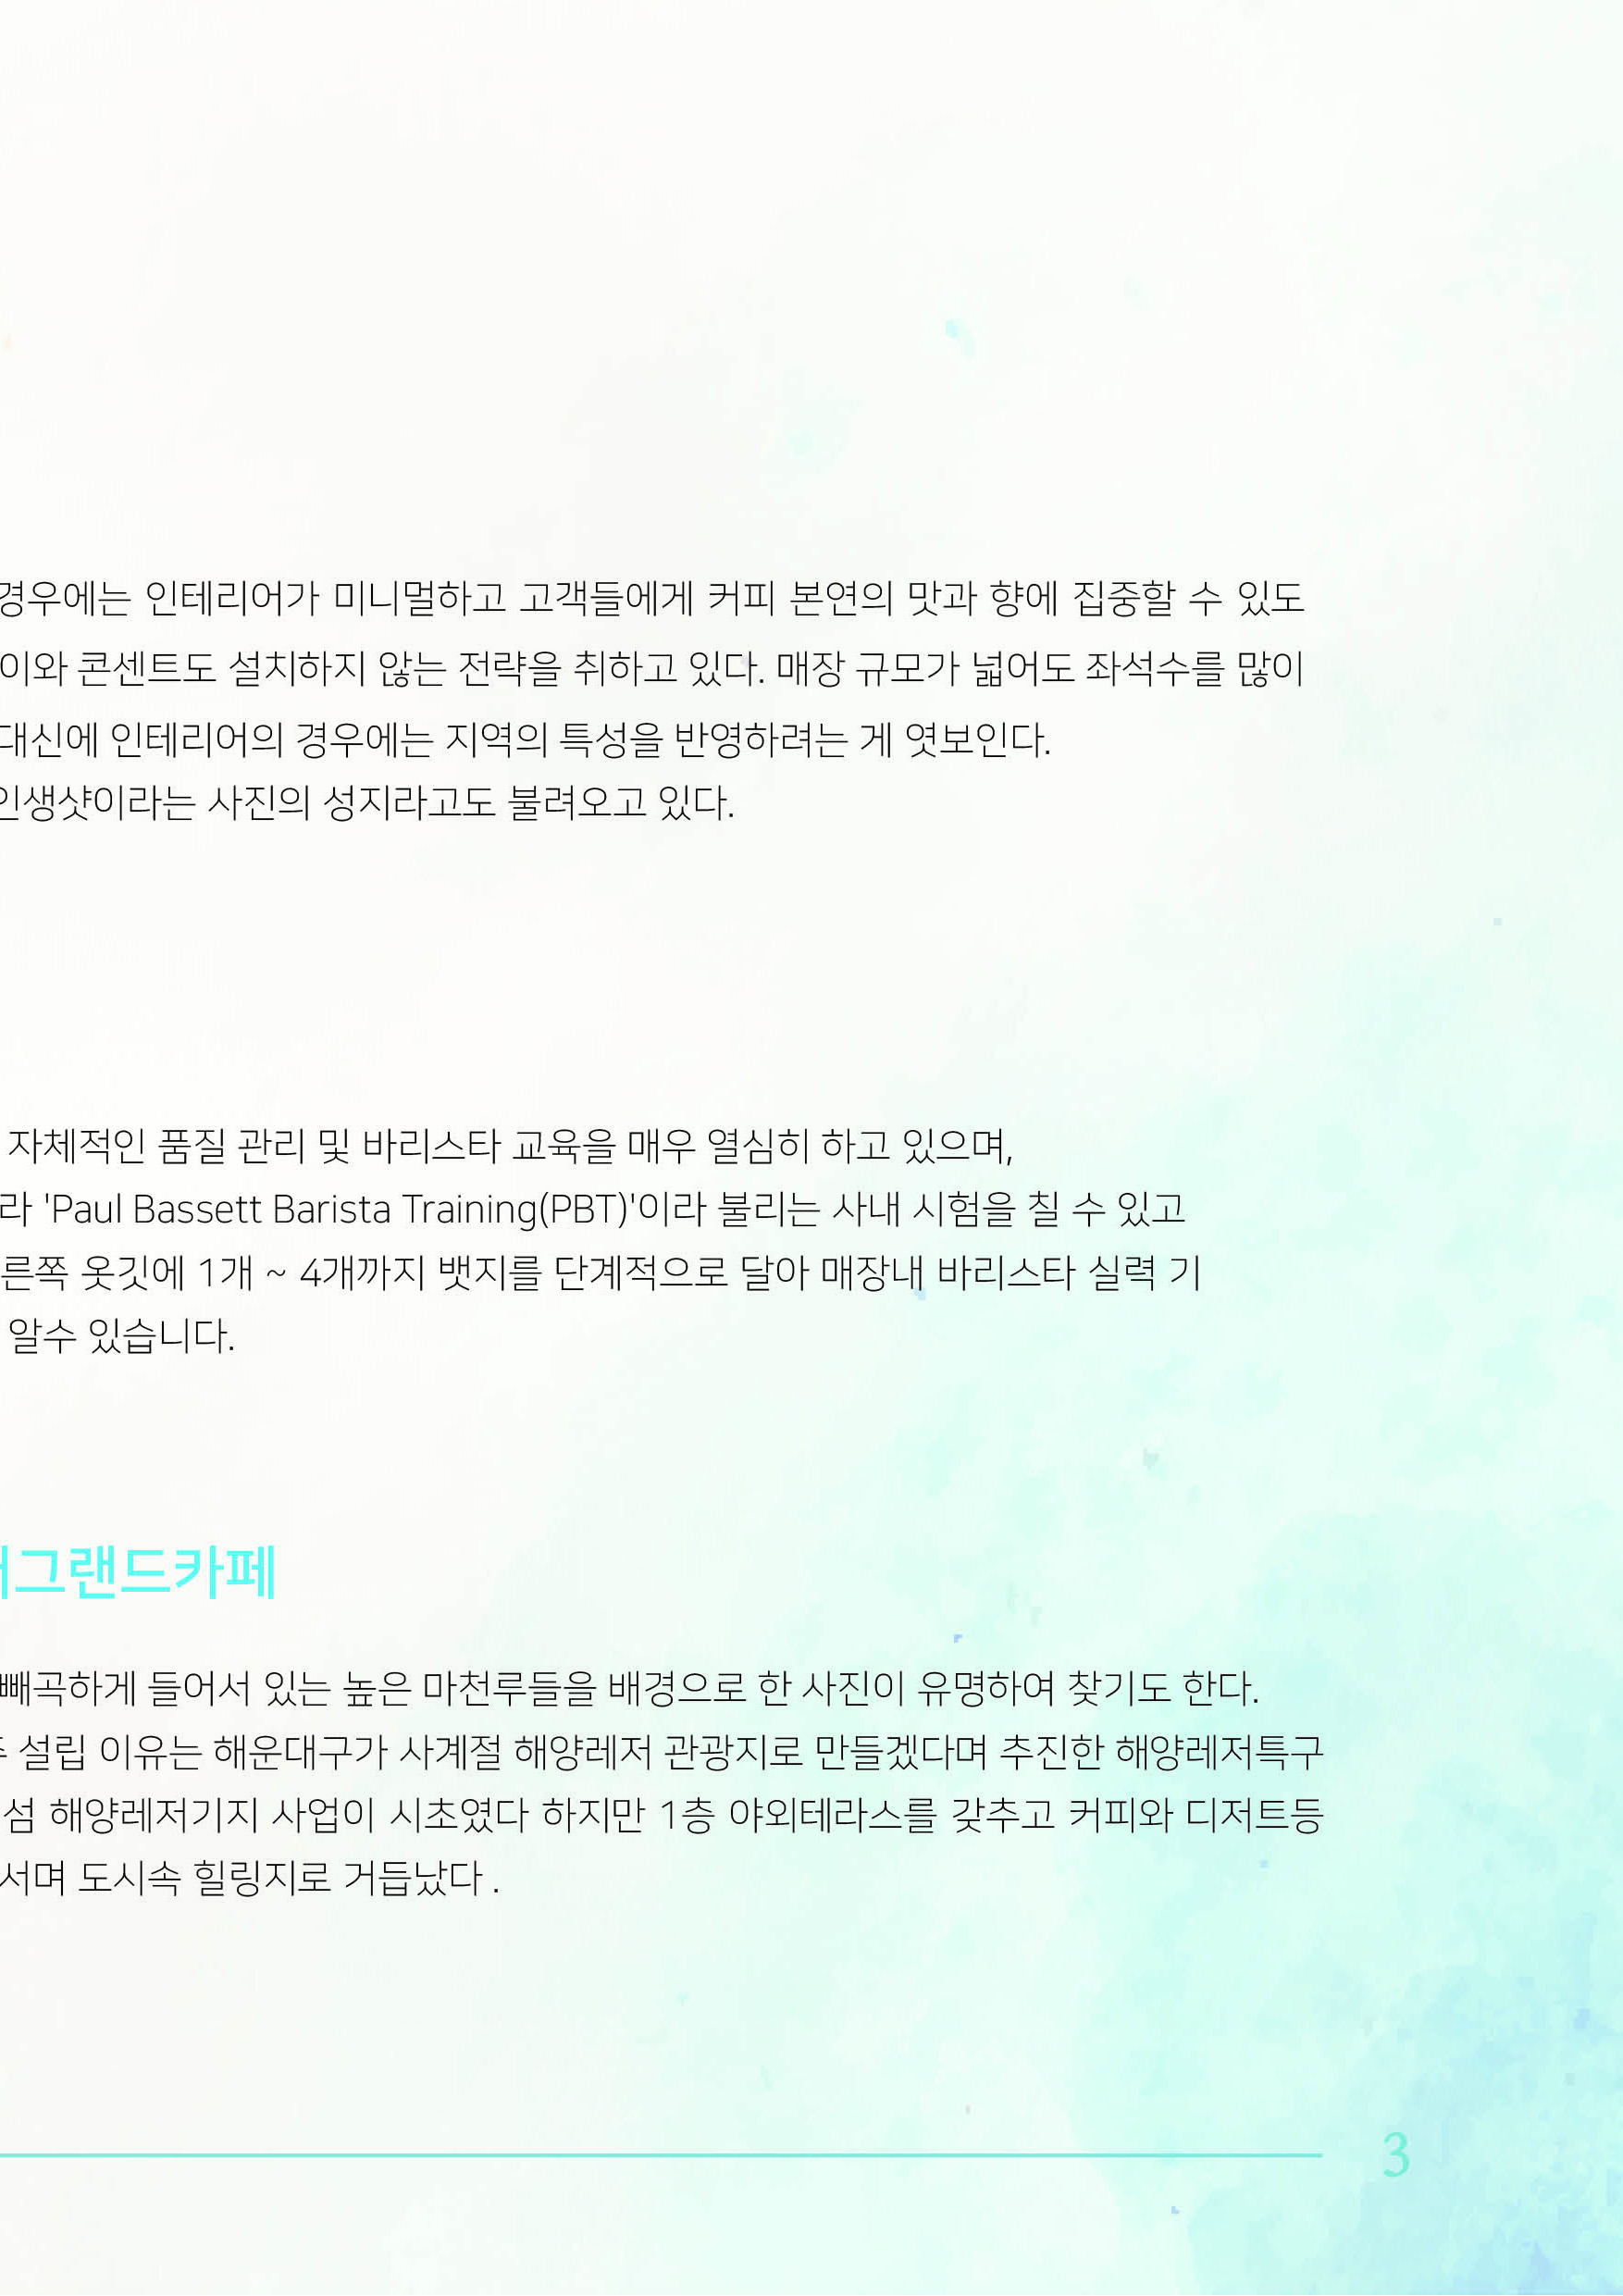 경우에는 인테리어가 미니멀하고 고객들에게 커피 본연의 맛과 향에 집중할 수 있도
이와 콘센트도 설치하지 않는 전략을 취하고 있다. 매장 규모가 넓어도 좌석수를 많이
대신에 인테리어의 경우에는 지역의 특성을 반영하려는 게 엿보인다.
인생샷이라는 사진의 성지라고도 불려오고 있다.
자체적인 품질 관리 및 바리스타 교육을 매우 열심히 하고 있으며,
라 'Paul Bassett Barista Training(PBT)'이라 불리는 사내 시험을 칠 수 있고
른쪽 옷깃에 1개 ~ 4개까지 뱃지를 단계적으로 달아 매장내 바리스타 실력 기
알수 있습니다.
그랜드카페
빼곡하게 들어서 있는 높은 마천루들을 배경으로 한 사진이 유명하여 찾기도 한다.
설립 이유는 해운대구가 사계절 해양레저 관광지로 만들겠다며 추진한 해양레저특구
섬 해양레저기지 사업이 시초였다 하지만 1층 야외테라스를 갖추고 커피와 디저트등
서며 도시속 힐링지로 거듭났다 .
3